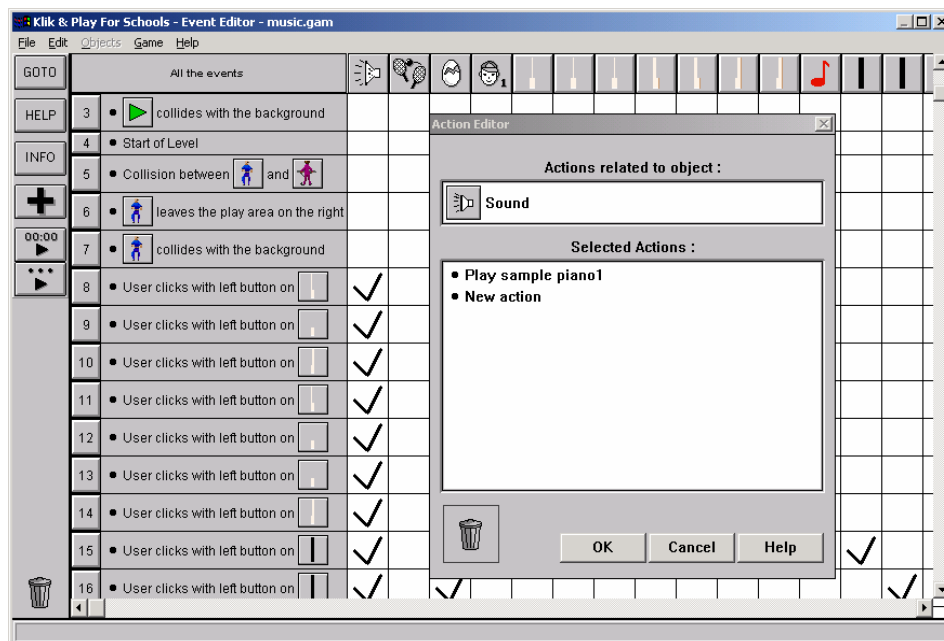 Klik & Play For Schools - Event Editor - music.gam
File Edit Objects Game Help
GOTO
All the events
1
HELP
3 • collides with the background
4 • Start of Level
INFO
5 • Collision between and
6 • leaves the play area on the right
00:00
7 • collides with the background
8 • User clicks with left button on
9 • User clicks with left button on
10 • User clicks with left button on
11 • User clicks with left button on
12 • User clicks with left button on
13 • User clicks with left button on
14 • User clicks with left button on
15 • User clicks with left button on
16 • User clicks with left button on
Action Editor
Actions related to object :
Sound
Selected Actions :
• Play sample piano1
• New action
OK Cancel Help